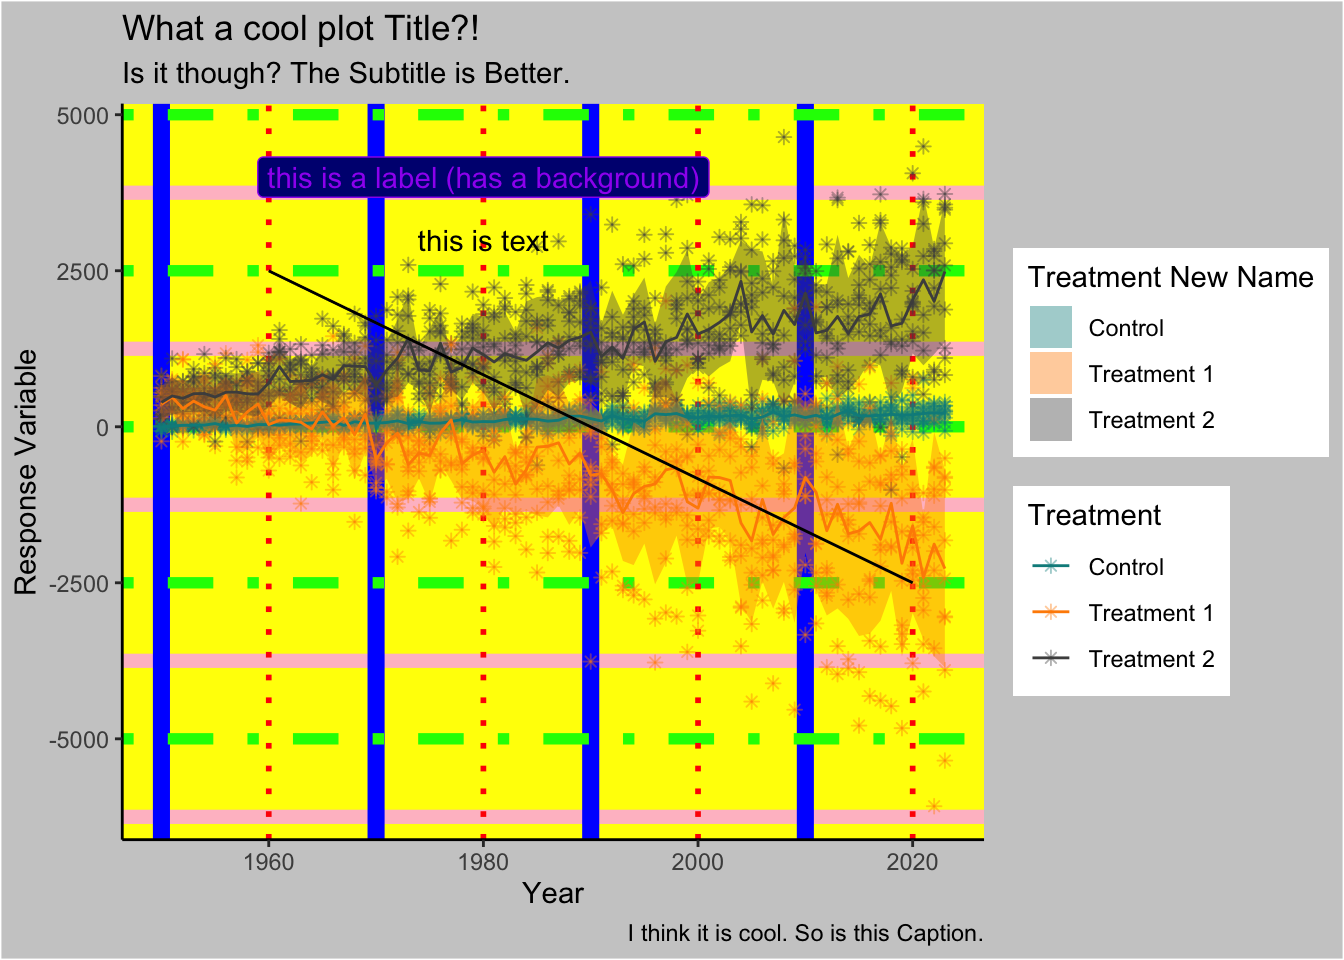 What a cool plot Title?!
Is it though? The Subtitle is Better.
5000
2500
0
-2500
-5000
Response Variable
this is a label (has a background)
this is text
1960
1980
2000
2020
Year
I think it is cool. So is this Caption.
Treatment New Name
Control
Treatment 1
Treatment 2
Treatment
Control
Treatment 1
Treatment 2